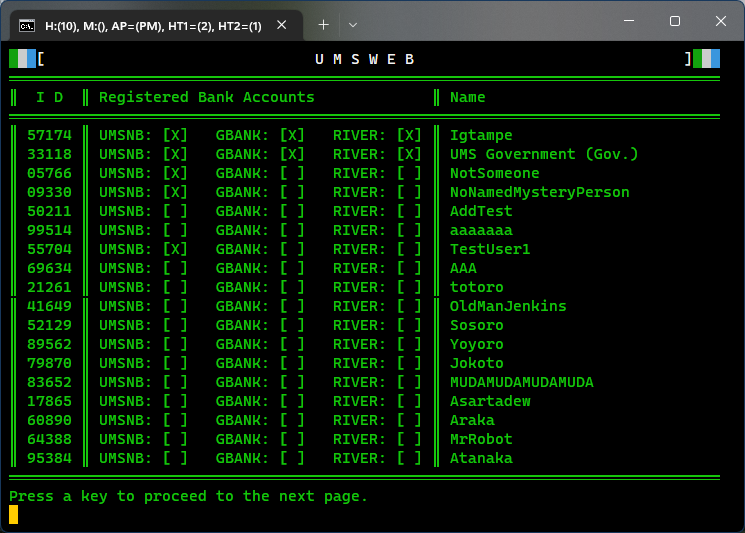 H:(10), M:(), AP=(PM), HT1=(2), HT2=(1)
[ U M S W E B ]
I D Registered Bank Accounts Name
57174 UMSNB: [X] GBANK: [X] RIVER: [X] Igtampe
33118 UMSNB: [X] GBANK: [X] RIVER: [X] UMS Government (Gov.)
05766 UMSNB: [X] GBANK: [ ] RIVER: [ ] NotSomeone
09330 UMSNB: [X] GBANK: [ ] RIVER: [ ] NoNamedMysteryPerson
50211 UMSNB: [ ] GBANK: [ ] RIVER: [ ] AddTest
99514 UMSNB: [ ] GBANK: [ ] RIVER: [ ] aaaaaaa
55704 UMSNB: [X] GBANK: [ ] RIVER: [ ] TestUser1
69634 UMSNB: [ ] GBANK: [ ] RIVER: [ ] AAA
21261 UMSNB: [ ] GBANK: [ ] RIVER: [ ] totoro
41649 UMSNB: [ ] GBANK: [ ] RIVER: [ ] OldManJenkins
52129 UMSNB: [ ] GBANK: [ ] RIVER: [ ] Sosoro
89562 UMSNB: [ ] GBANK: [ ] RIVER: [ ] Yoyoro
79870 UMSNB: [ ] GBANK: [ ] RIVER: [ ] Jokoto
83652 UMSNB: [ ] GBANK: [ ] RIVER: [ ] MUDAMUDAMUDAMUDA
17865 UMSNB: [ ] GBANK: [ ] RIVER: [ ] Asartadew
60890 UMSNB: [ ] GBANK: [ ] RIVER: [ ] Araka
64388 UMSNB: [ ] GBANK: [ ] RIVER: [ ] MrRobot
95384 UMSNB: [ ] GBANK: [ ] RIVER: [ ] Atanaka
Press a key to proceed to the next page.